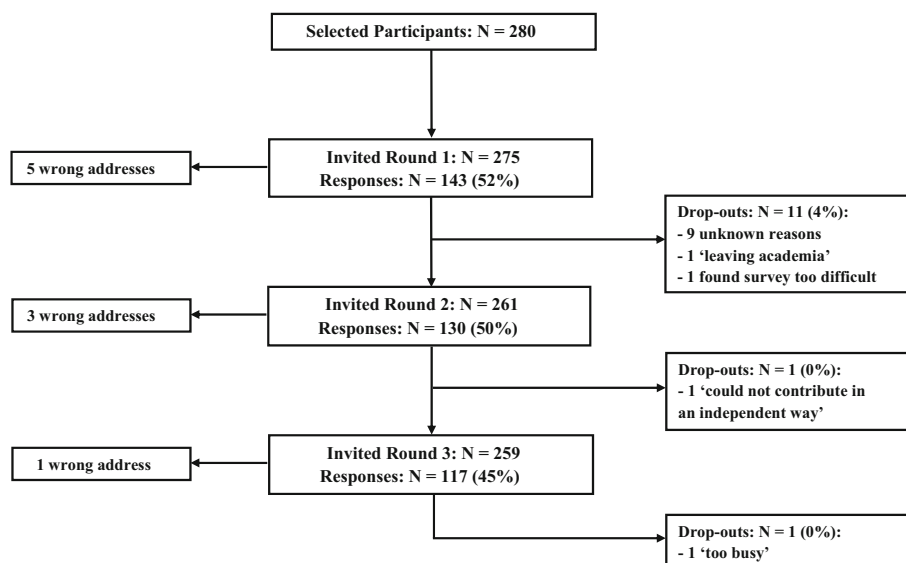 Selected Participants: N = 280
Invited Round 1: N = 275
Responses: N = 143 (52%)
5 wrong addresses
Drop-outs: N = 11 (4%):
- 9 unknown reasons
- 1 ‘leaving academia’
- 1 found survey too difficult
Invited Round 2: N = 261
Responses: N = 130 (50%)
3 wrong addresses
Drop-outs: N = 1 (0%):
- 1 ‘could not contribute in
an independent way’
Invited Round 3: N = 259
Responses: N = 117 (45%)
1 wrong address
Drop-outs: N = 1 (0%):
- 1 ‘too busy’